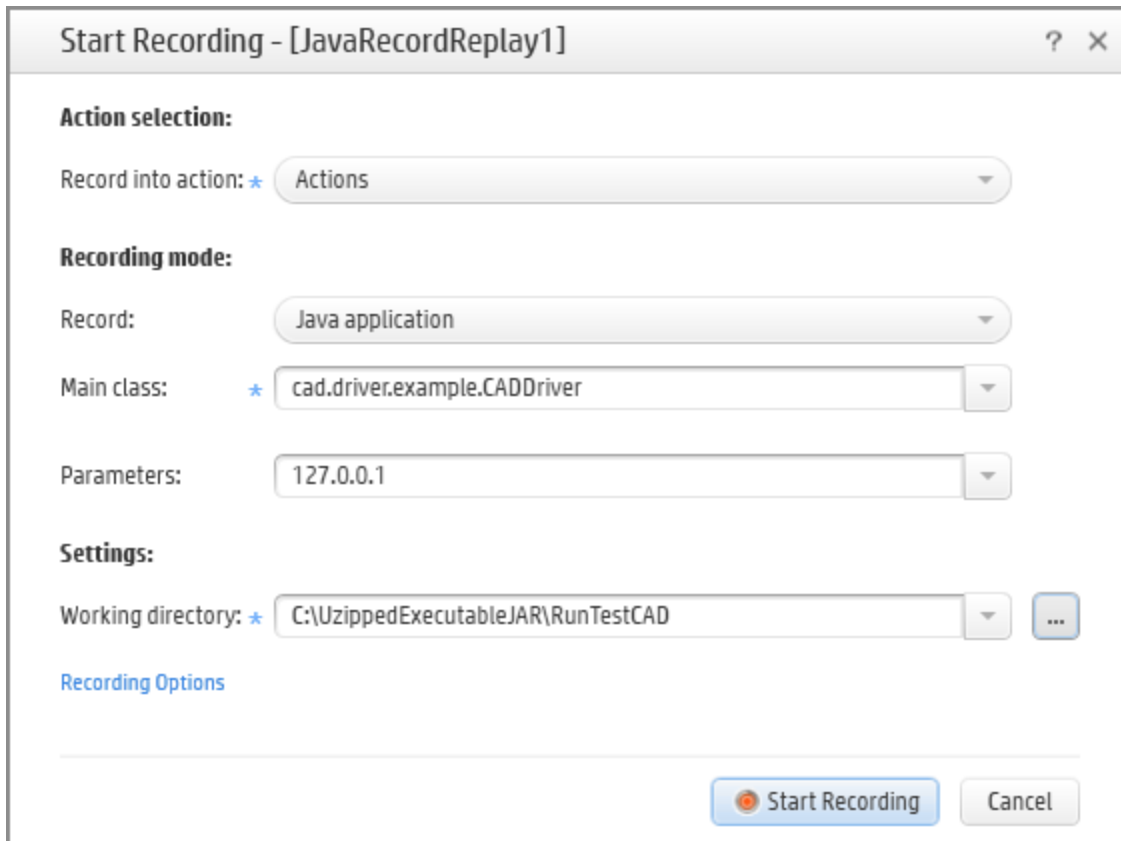 Start Recording - [JavaRecordReplay1] ? ×
Action selection:
Record into action: * Actions
Recording mode:
Record: Java application
Main class: * cad.driver.example.CADDriver
Parameters: 127.0.0.1
Settings:
Working directory: * C:\UzippedExecutableJAR\RunTestCAD ...
Recording Options
Start Recording Cancel